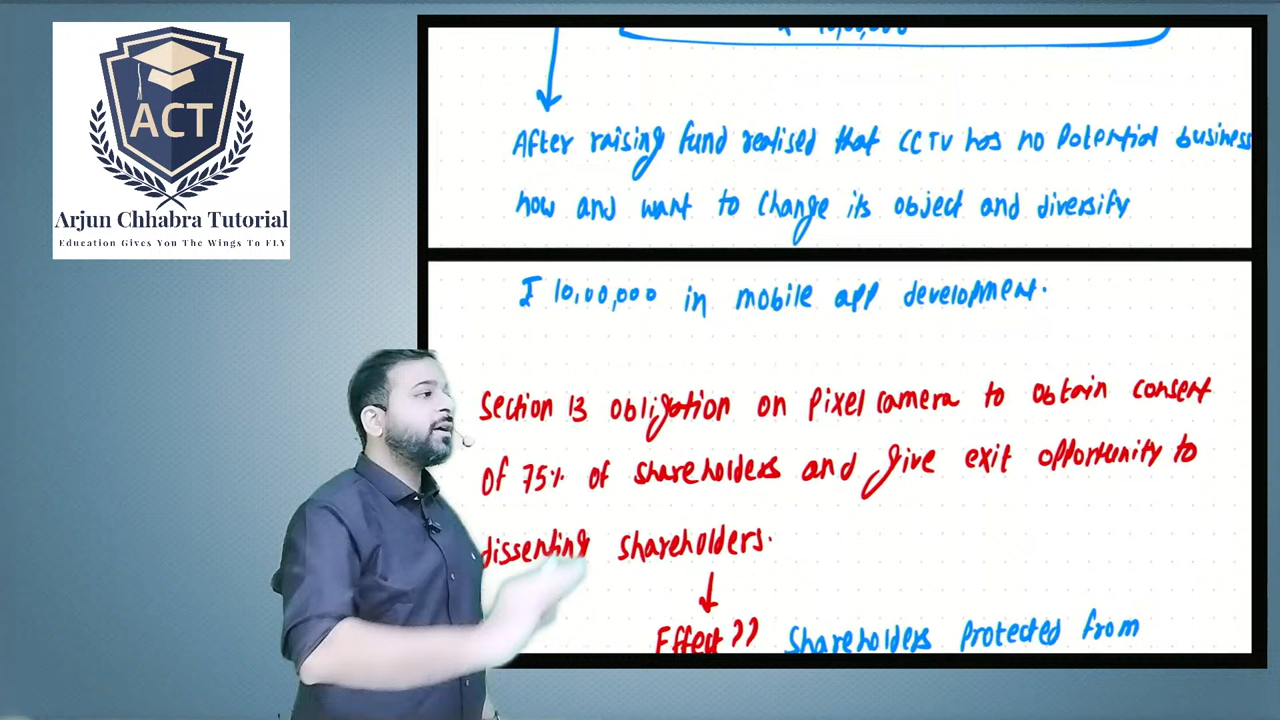 ACT
Arjun Chhabra Tutorial
Education Gives You The Wings To FLY
After raising fund realised that CCTV has no Potential business
now and want to change its object and diversify
₹ 10,00,000 in mobile app development.
Section 13 obligation on Pixel camera to obtain consent
of 75% of shareholders and give exit opportunity to
dissenting shareholders.
Effect ?? Shareholders Protected from